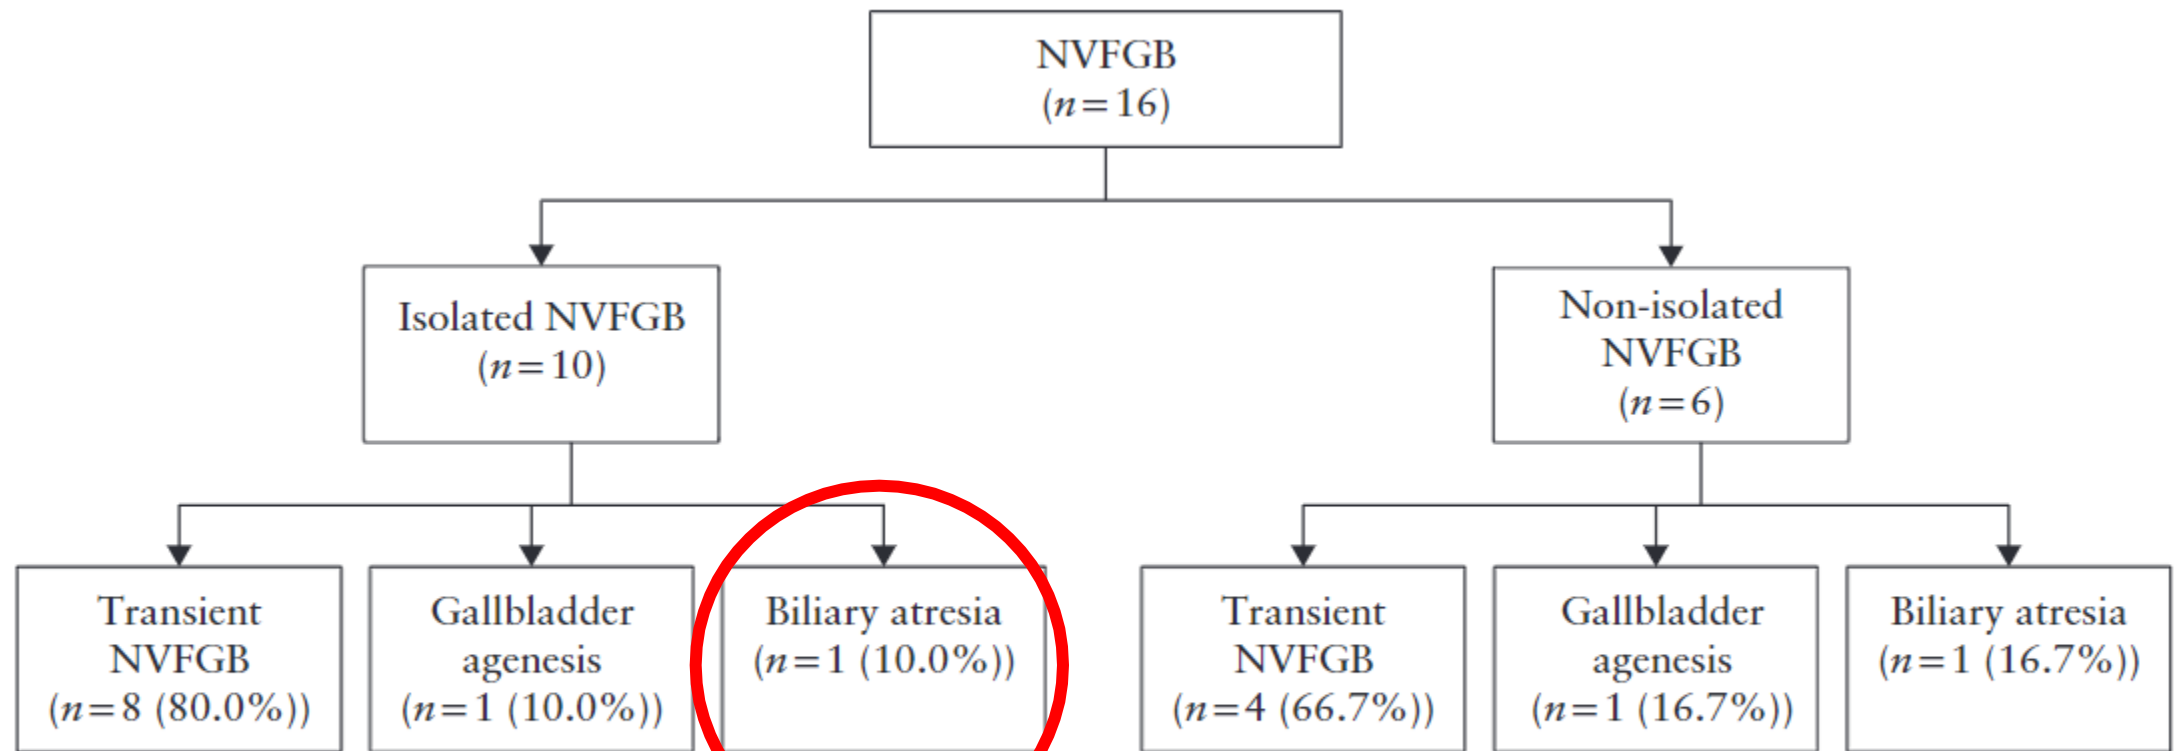 NVFGB
(n=16)
Isolated NVFGB
(n=10)
Non-isolated
NVFGB
(n=6)
Transient
NVFGB
(n=8 (80.0%))
Gallbladder
agenesis
(n=1 (10.0%))
Biliary atresia
(n=1 (10.0%))
Transient
NVFGB
(n=4 (66.7%))
Gallbladder
agenesis
(n=1 (16.7%))
Biliary atresia
(n=1 (16.7%))